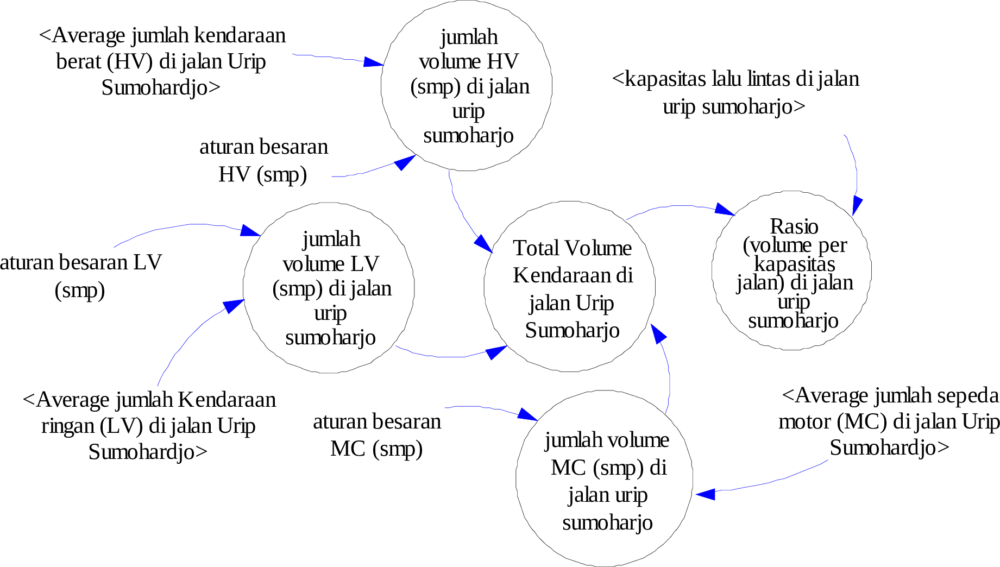 <Average jumlah kendaraan
berat (HV) di jalan Urip
Sumohardjo>
jumlah
volume HV
(smp) di jalan
urip
sumoharjo
<kapasitas lalu lintas di jalan
urip sumoharjo>
aturan besaran
HV (smp)
aturan besaran LV
(smp)
jumlah
volume LV
(smp) di jalan
urip
sumoharjo
Total Volume
Kendaraan di
jalan Urip
Sumoharjo
Rasio
(volume per
kapasitas
jalan) di jalan
urip
sumoharjo
<Average jumlah Kendaraan
ringan (LV) di jalan Urip
Sumohardjo>
aturan besaran
MC (smp)
jumlah volume
MC (smp) di
jalan urip
sumoharjo
<Average jumlah sepeda
motor (MC) di jalan Urip
Sumohardjo>